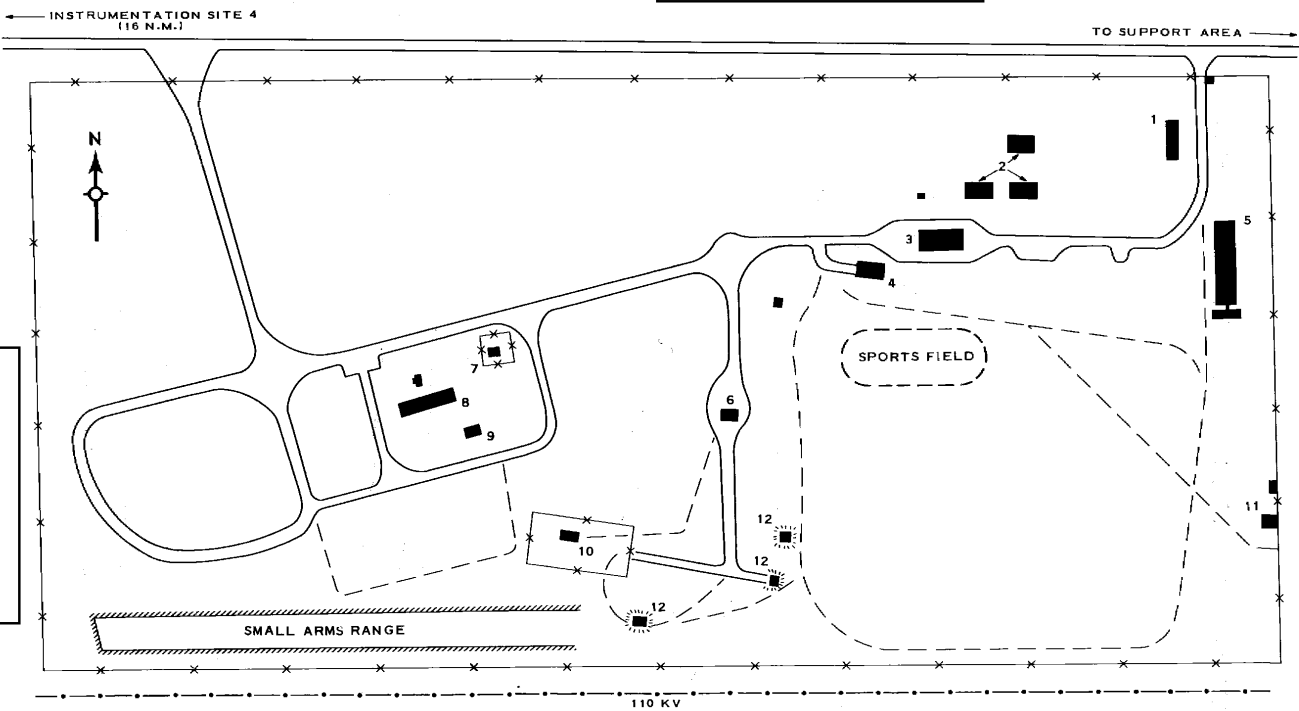 INSTRUMENTATION SITE 4
(16 N.M.)
TO SUPPORT AREA
N
1
2
3
4
5
SPORTS FIELD
7
8
6
9
11
12
10
12
12
SMALL ARMS RANGE
110 KV